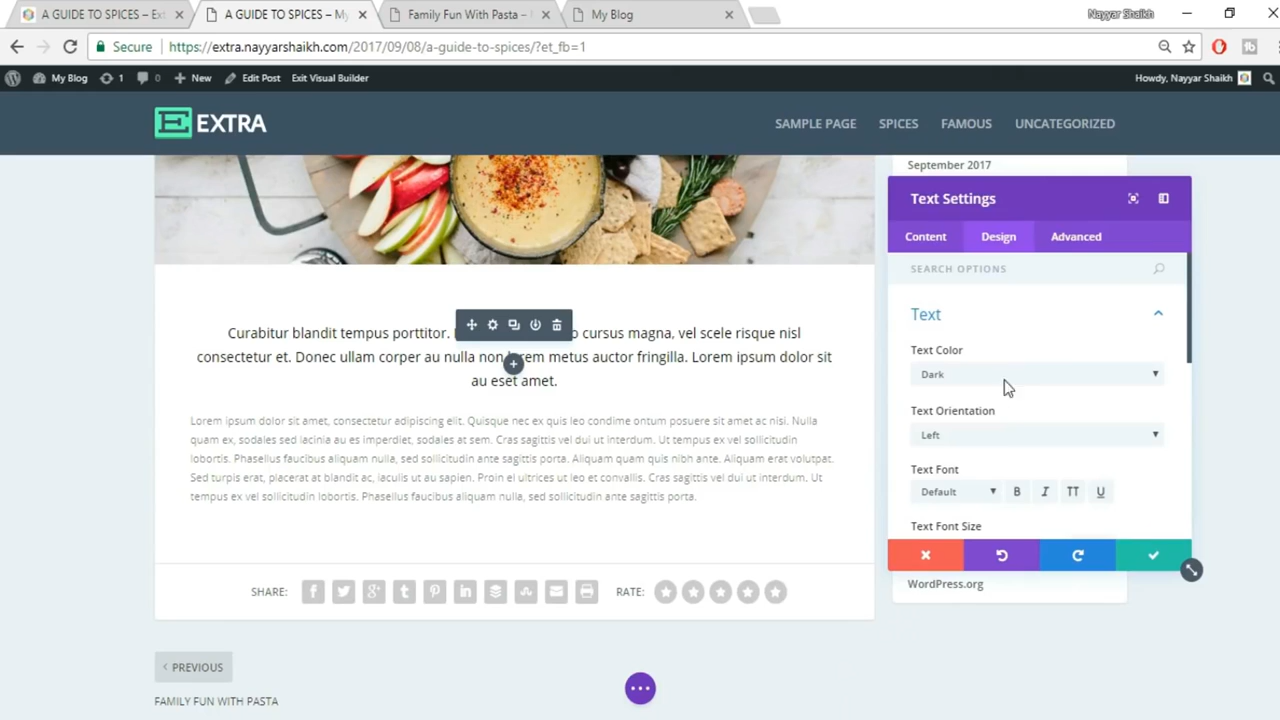 A GUIDE TO SPICES – Ex
A GUIDE TO SPICES – My
Family Fun With Pasta –
My Blog
Nayyar Shaikh
Secure
https://extra.nayyarshaikh.com/2017/09/08/a-guide-to-spices/?et_fb=1
My Blog
1
0
New
Edit Post
Exit Visual Builder
Howdy, Nayyar Shaikh
E EXTRA
SAMPLE PAGE
SPICES
FAMOUS
UNCATEGORIZED
September 2017
Text Settings
Content
Design
Advanced
SEARCH OPTIONS
Text
Text Color
Dark
Text Orientation
Left
Text Font
Default
B
I
TT
U
Text Font Size
WordPress.org
Curabitur blandit tempus porttitor. o cursus magna, vel scele risque nisl
consectetur et. Donec ullam corper au nulla non lorem metus auctor fringilla. Lorem ipsum dolor sit
au eset amet.
Lorem ipsum dolor sit amet, consectetur adipiscing elit. Quisque nec ex quis leo condime ontum posuere sit amet ac nisi. Nulla
quam ex, sodales sed lacinia au es imperdiet, sodales at sem. Cras sagittis vel dui ut interdum. Ut tempus ex vel sollicitudin
lobortis. Phasellus faucibus aliquam nulla, sed sollicitudin ante sagittis porta. Aliquam quam quis nibh ante. Aliquam erat volutpat.
Sed turpis erat, placerat at blandit ac, iaculis ut au sapien. Proin el ultrices ut leo et convallis. Cras sagittis vel dui ut interdum. Ut
tempus ex vel sollicitudin lobortis. Phasellus faucibus aliquam nulla, sed sollicitudin ante sagittis porta.
SHARE:
RATE:
PREVIOUS
FAMILY FUN WITH PASTA